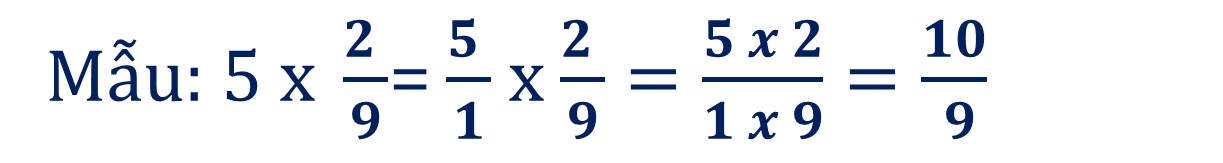 Mẫu: 5 x 2/9 = 5/1 x 2/9 = 5 x 2/1 x 9 = 10/9